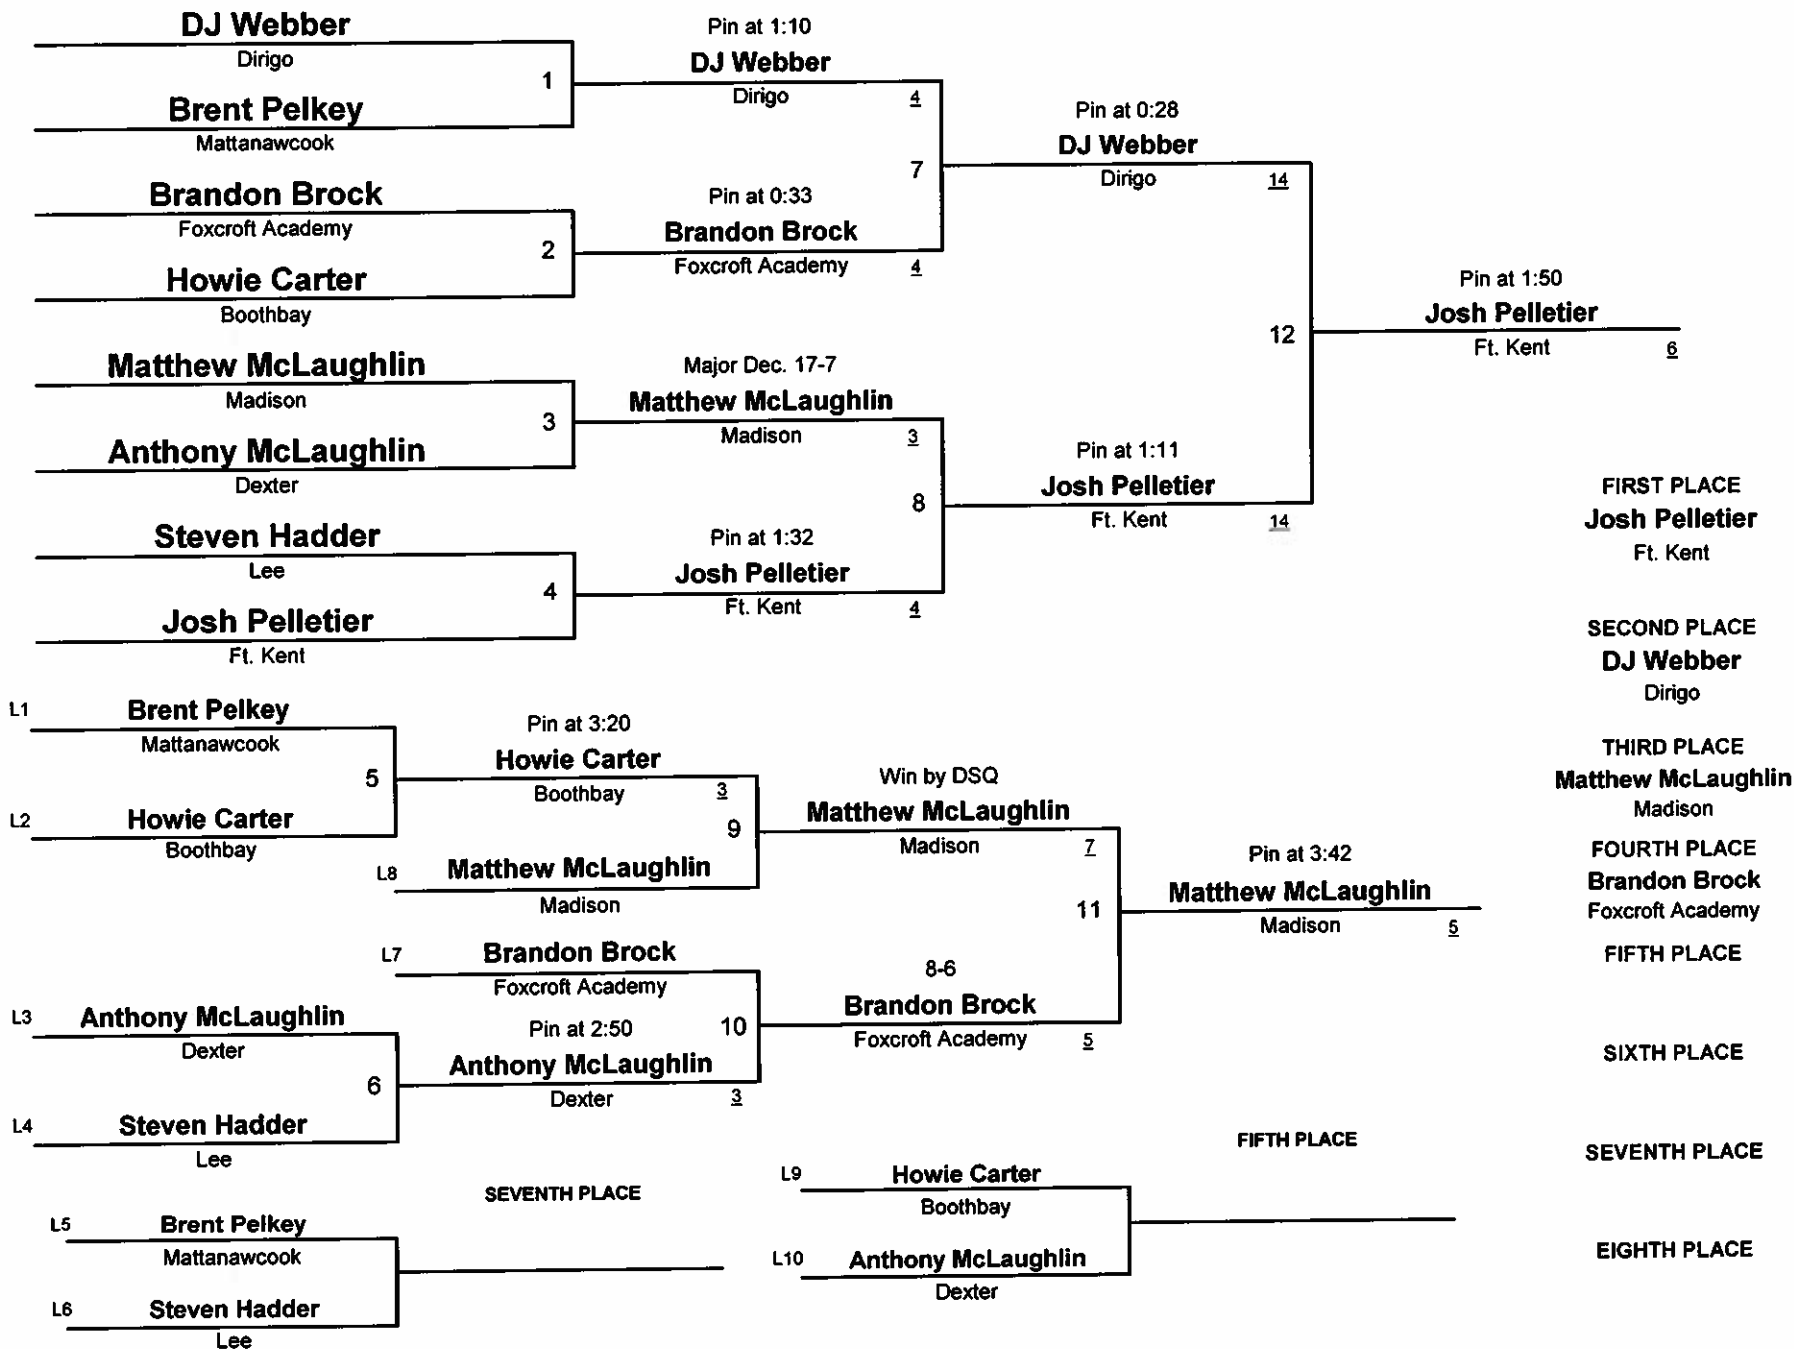 DJ Webber
Dirigo
1
Brent Pelkey
Mattanawcook
Brandon Brock
Foxcroft Academy
2
Howie Carter
Boothbay
Matthew McLaughlin
Madison
3
Anthony McLaughlin
Dexter
Steven Hadder
Lee
4
Josh Pelletier
Ft. Kent
Pin at 1:10
DJ Webber
Dirigo 4
7
Pin at 0:33
Brandon Brock
Foxcroft Academy 4
Major Dec. 17-7
Matthew McLaughlin
Madison 3
8
Pin at 1:32
Josh Pelletier
Ft. Kent 4
Pin at 0:28
DJ Webber
Dirigo 14
12
Pin at 1:11
Josh Pelletier
Ft. Kent 14
Pin at 1:50
Josh Pelletier
Ft. Kent 6
L1 Brent Pelkey
Mattanawcook
5
L2 Howie Carter
Boothbay
Pin at 3:20
Howie Carter
Boothbay 3
9
L8 Matthew McLaughlin
Madison
L7 Brandon Brock
Foxcroft Academy
10
Pin at 2:50
Anthony McLaughlin
Dexter 3
L3 Anthony McLaughlin
Dexter
6
L4 Steven Hadder
Lee
Win by DSQ
Matthew McLaughlin
Madison 7
11
8-6
Brandon Brock
Foxcroft Academy 5
Pin at 3:42
Matthew McLaughlin
Madison 5
SEVENTH PLACE
L5 Brent Pelkey
Mattanawcook
L6 Steven Hadder
Lee
FIFTH PLACE
L9 Howie Carter
Boothbay
L10 Anthony McLaughlin
Dexter
FIRST PLACE
Josh Pelletier
Ft. Kent
SECOND PLACE
DJ Webber
Dirigo
THIRD PLACE
Matthew McLaughlin
Madison
FOURTH PLACE
Brandon Brock
Foxcroft Academy
FIFTH PLACE
SIXTH PLACE
SEVENTH PLACE
EIGHTH PLACE